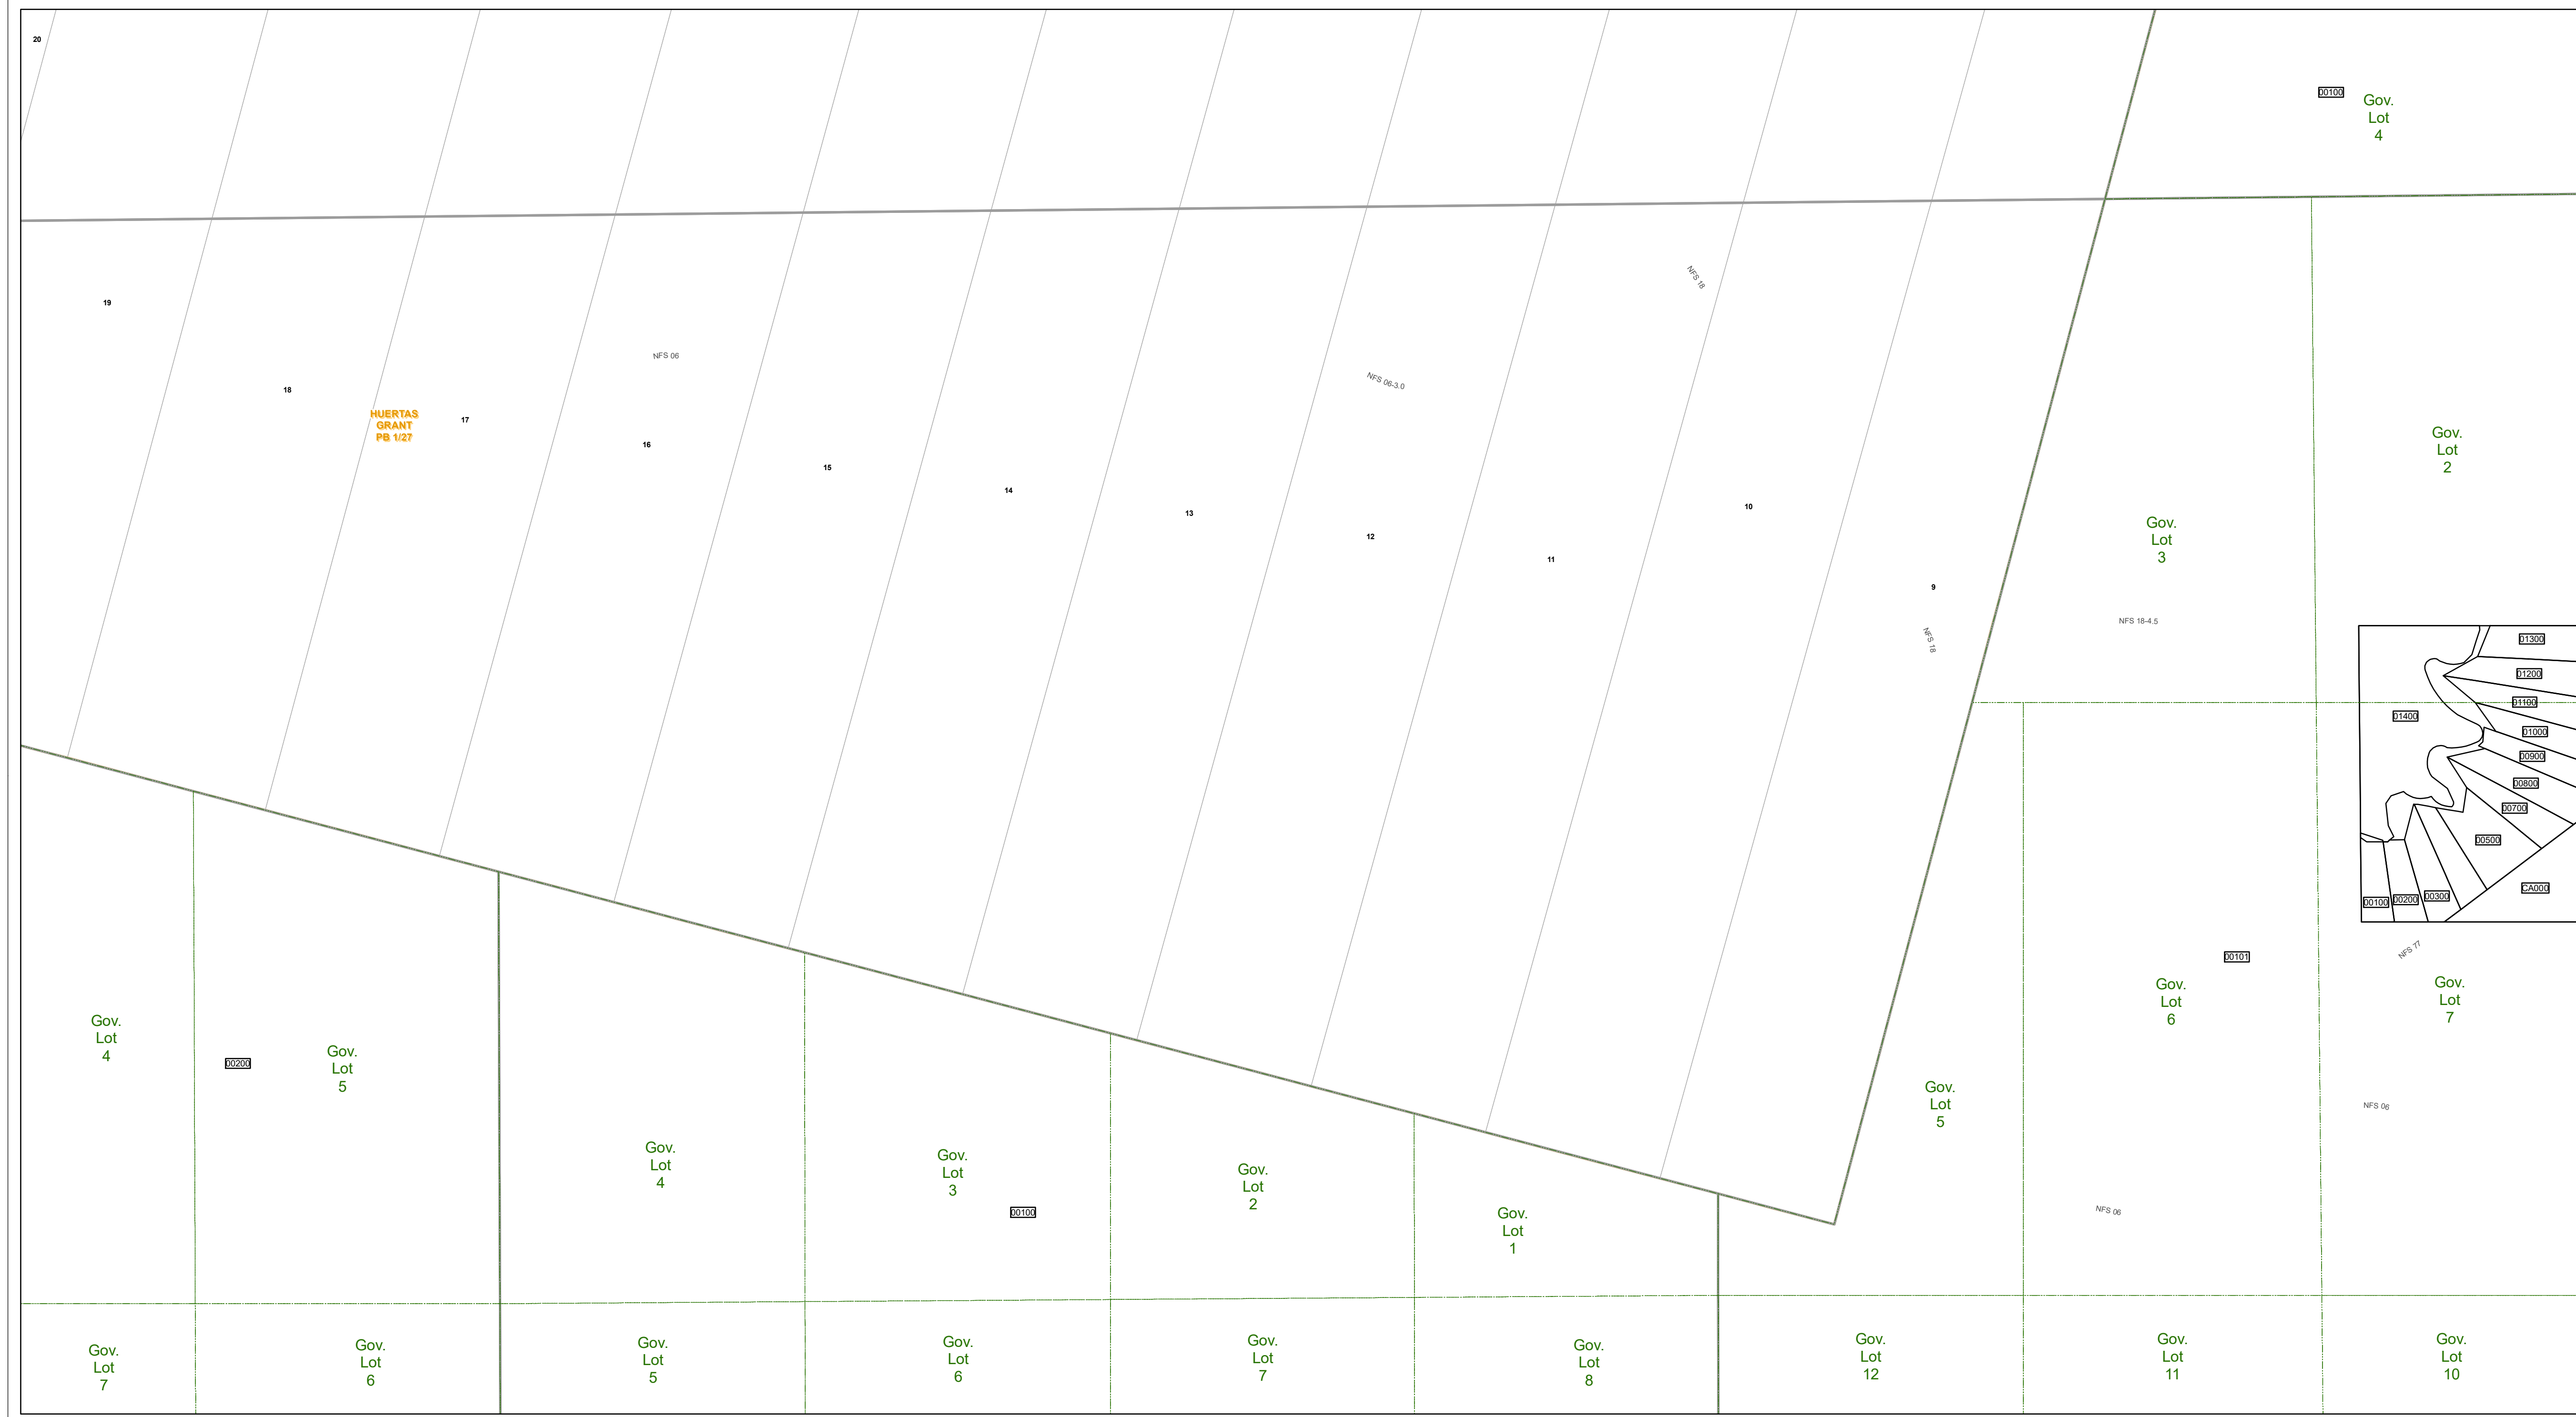 20
00100
Gov.
Lot
4
19
NFS 18
NFS 06
NFS 06-3.0
18
HUERTAS
GRANT
PB 1/27
17
16
15
14
13
12
11
10
9
NFS 18
Gov.
Lot
2
Gov.
Lot
3
NFS 18-4.5
01300
01200
01100
01400
01000
00900
00800
00700
00500
CA000
00300
00200
00100
NFS 77
00101
Gov.
Lot
6
Gov.
Lot
7
Gov.
Lot
4
00200
Gov.
Lot
5
Gov.
Lot
5
NFS 06
Gov.
Lot
4
Gov.
Lot
3
00100
Gov.
Lot
2
Gov.
Lot
1
NFS 06
Gov.
Lot
7
Gov.
Lot
6
Gov.
Lot
5
Gov.
Lot
6
Gov.
Lot
7
Gov.
Lot
8
Gov.
Lot
12
Gov.
Lot
11
Gov.
Lot
10